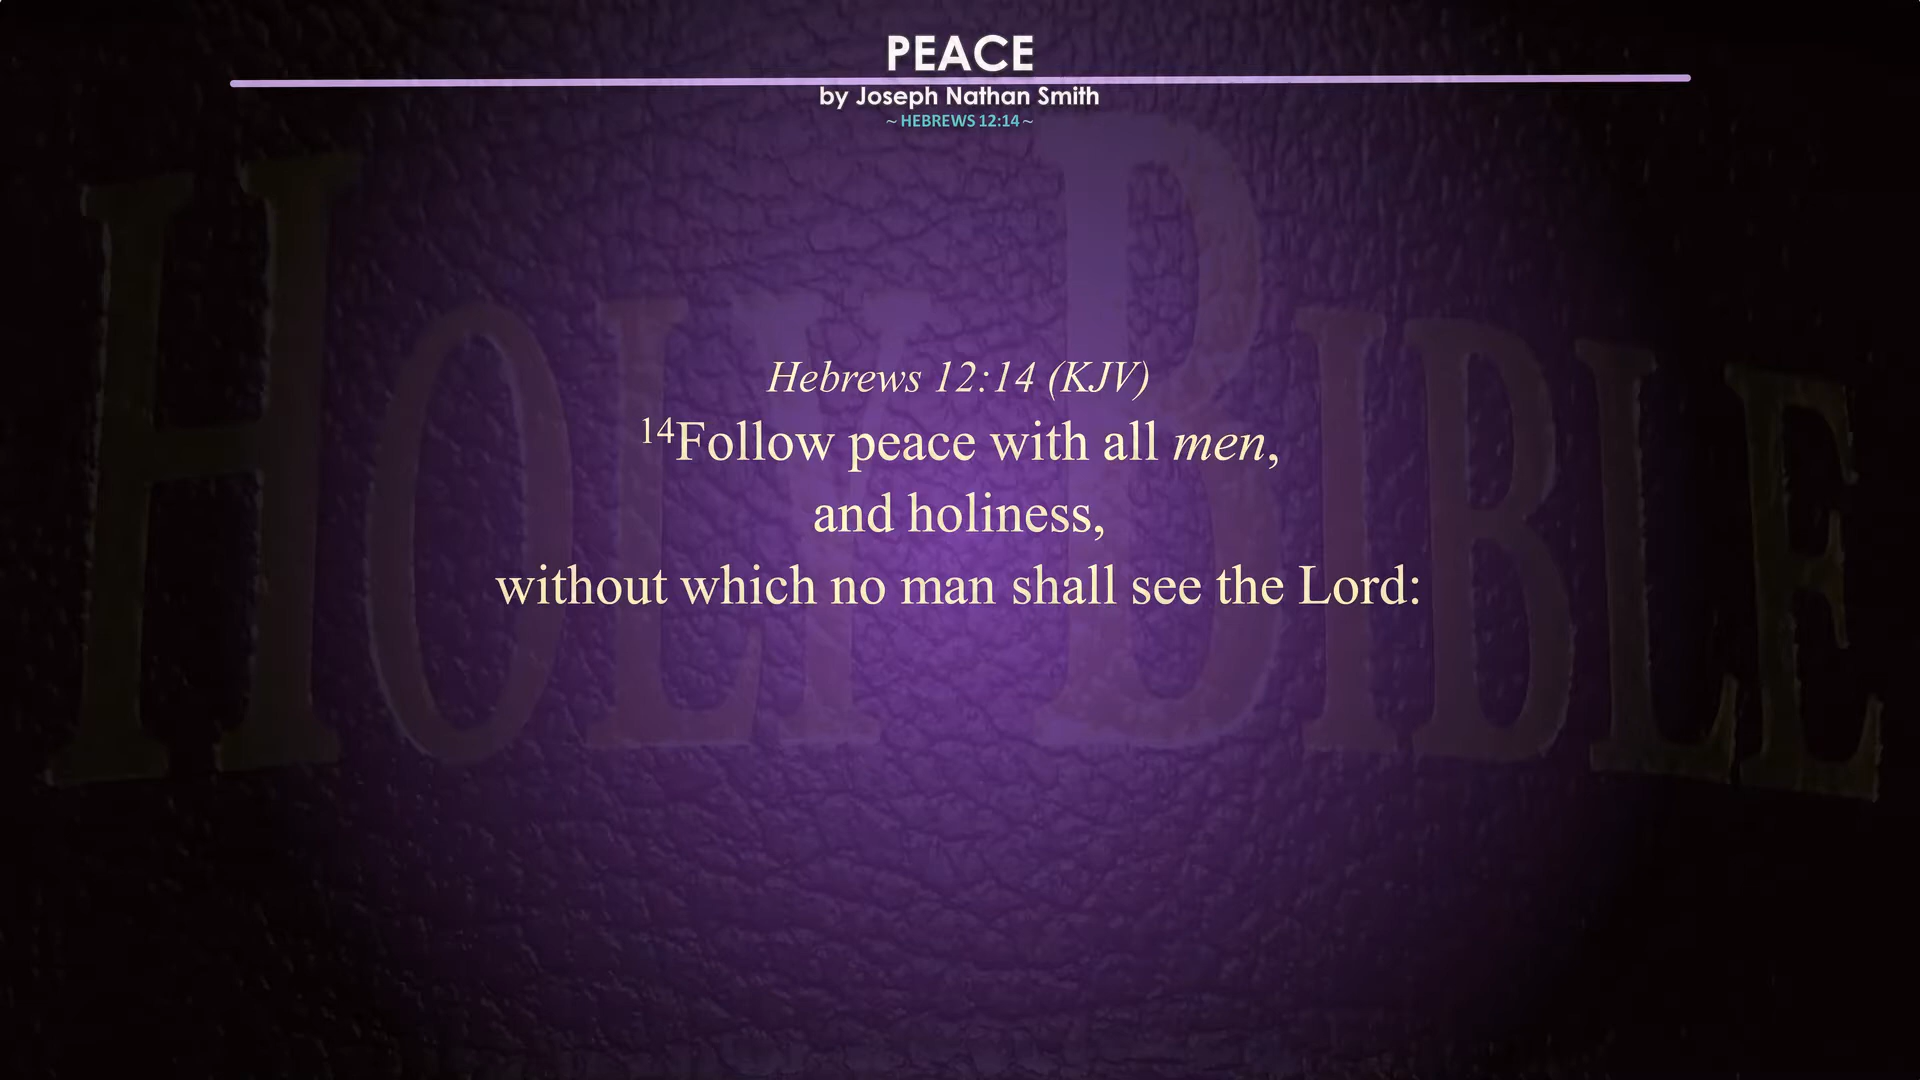 PEACE
by Joseph Nathan Smith
~ HEBREWS 12:14 ~
Hebrews 12:14 (KJV)
14Follow peace with all men,
and holiness,
without which no man shall see the Lord:
HOLY BIBLE